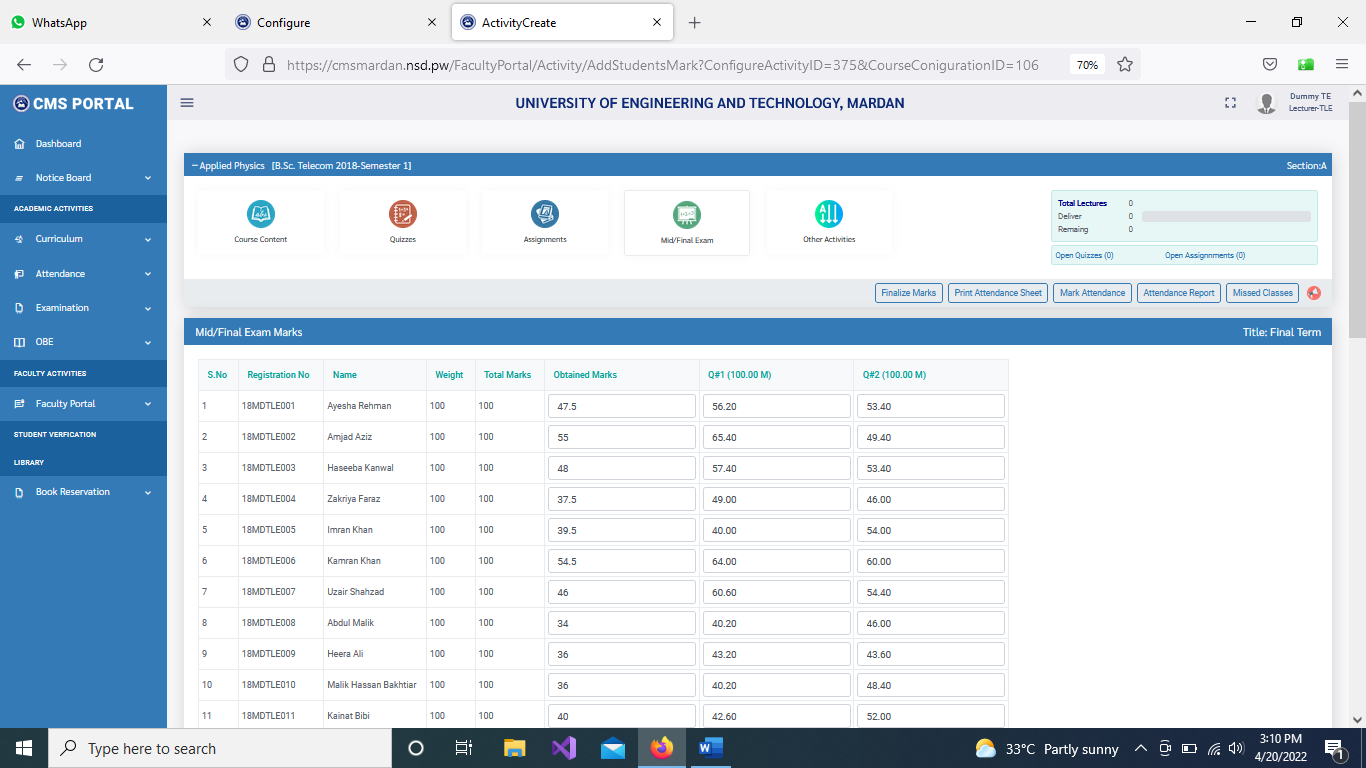 WhatsApp
Configure
ActivityCreate
https://cmsmardan.nsd.pw/FacultyPortal/Activity/AddStudentsMark?ConfigureActivityID=375&CourseConigurationID=106
70%
CMS PORTAL
UNIVERSITY OF ENGINEERING AND TECHNOLOGY, MARDAN
Dummy TE
Lecturer-TLE
Dashboard
Notice Board
ACADEMIC ACTIVITIES
Curriculum
Attendance
Examination
OBE
FACULTY ACTIVITIES
Faculty Portal
STUDENT VERFICATION
LIBRARY
Book Reservation
Applied Physics [B.Sc. Telecom 2018-Semester 1] Section:A
Course Content
Quizzes
Assignments
Mid/Final Exam
Other Activities
Total Lectures 0
Deliver 0
Remaing 0
Open Quizzes (0) Open Assignnments (0)
Finalize Marks Print Attendance Sheet Mark Attendance Attendance Report Missed Classes
Mid/Final Exam Marks Title: Final Term
S.No Registration No Name Weight Total Marks Obtained Marks Q#1 (100.00 M) Q#2 (100.00 M)
1 18MDTLE001 Ayesha Rehman 100 100 47.5 56.20 53.40
2 18MDTLE002 Amjad Aziz 100 100 55 65.40 49.40
3 18MDTLE003 Haseeba Kanwal 100 100 48 57.40 53.40
4 18MDTLE004 Zakriya Faraz 100 100 37.5 49.00 46.00
5 18MDTLE005 Imran Khan 100 100 39.5 40.00 54.00
6 18MDTLE006 Kamran Khan 100 100 54.5 64.00 60.00
7 18MDTLE007 Uzair Shahzad 100 100 46 60.60 54.40
8 18MDTLE008 Abdul Malik 100 100 34 40.20 46.00
9 18MDTLE009 Heera Ali 100 100 36 43.20 43.60
10 18MDTLE010 Malik Hassan Bakhtiar 100 100 36 40.20 48.40
11 18MDTLE011 Kainat Bibi 100 100 40 42.60 52.00
Type here to search
33°C Partly sunny
3:10 PM
4/20/2022
1